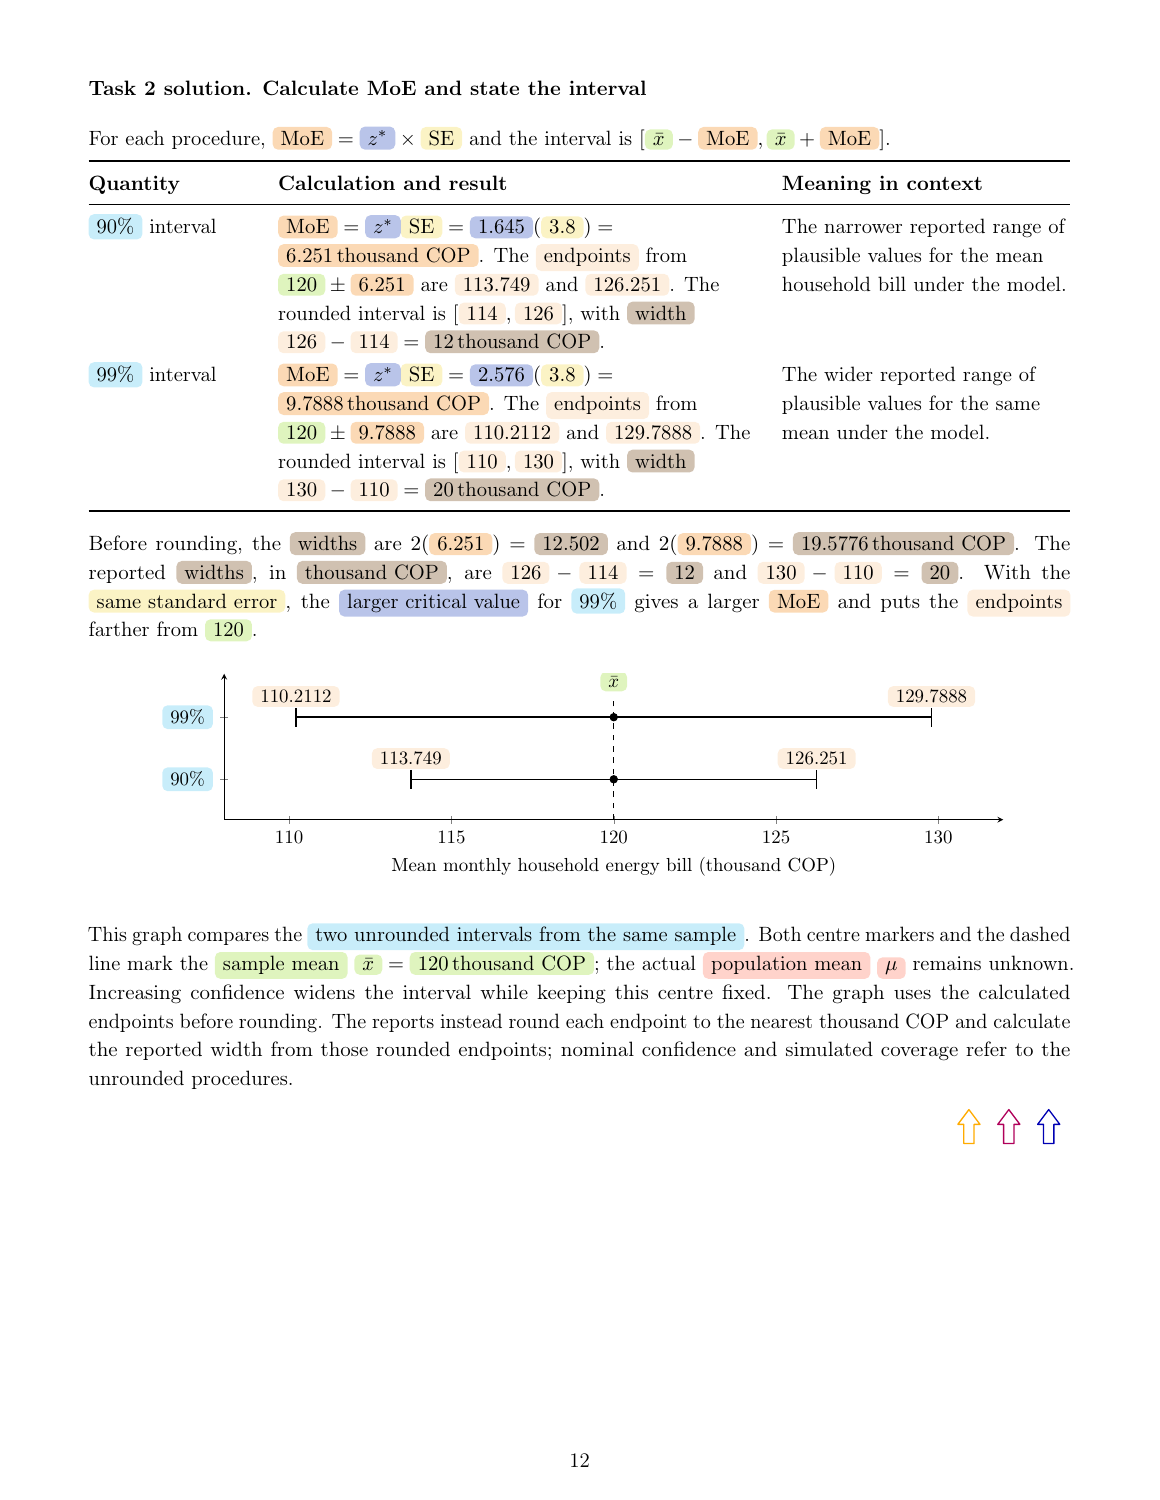 Task 2 solution. Calculate MoE and state the interval
For each procedure, MoE = z* × SE and the interval is [x̄ − MoE, x̄ + MoE].
Quantity Calculation and result Meaning in context
90% interval MoE = z* SE = 1.645(3.8) = The narrower reported range of
6.251 thousand COP. The endpoints from plausible values for the mean
120 ± 6.251 are 113.749 and 126.251. The household bill under the model.
rounded interval is [114, 126], with width
126 − 114 = 12 thousand COP.
99% interval MoE = z* SE = 2.576(3.8) = The wider reported range of
9.7888 thousand COP. The endpoints from plausible values for the same
120 ± 9.7888 are 110.2112 and 129.7888. The mean under the model.
rounded interval is [110, 130], with width
130 − 110 = 20 thousand COP.
Before rounding, the widths are 2(6.251) = 12.502 and 2(9.7888) = 19.5776 thousand COP. The
reported widths, in thousand COP, are 126 − 114 = 12 and 130 − 110 = 20. With the
same standard error, the larger critical value for 99% gives a larger MoE and puts the endpoints
farther from 120.
x̄
110.2112 129.7888
99%
113.749 126.251
90%
110 115 120 125 130
Mean monthly household energy bill (thousand COP)
This graph compares the two unrounded intervals from the same sample. Both centre markers and the dashed
line mark the sample mean x̄ = 120 thousand COP; the actual population mean μ remains unknown.
Increasing confidence widens the interval while keeping this centre fixed. The graph uses the calculated
endpoints before rounding. The reports instead round each endpoint to the nearest thousand COP and calculate
the reported width from those rounded endpoints; nominal confidence and simulated coverage refer to the
unrounded procedures.
12